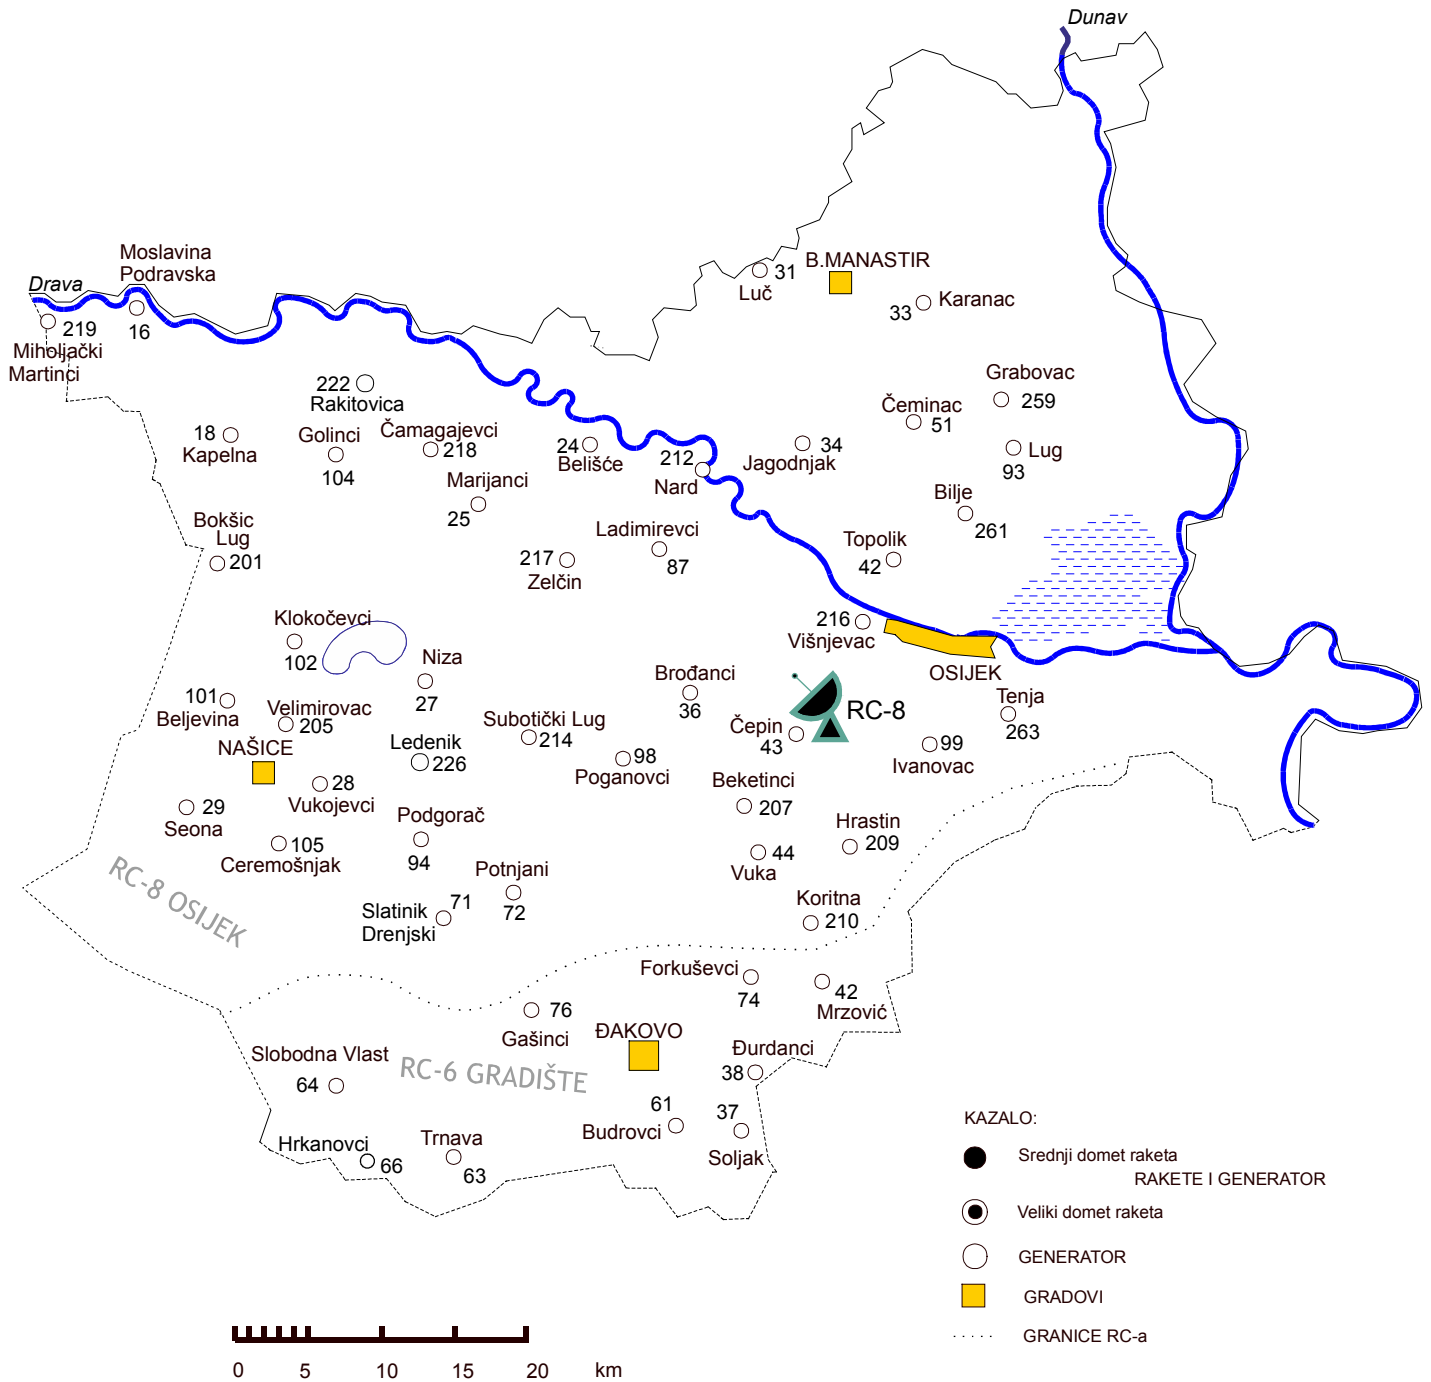 Dunav
Moslavina
Podravska
Drava
16
219
Miholjački
Martinci
31
Luč
B.MANASTIR
33
Karanac
222
Rakitovica
Grabovac
259
18
Kapelna
Golinci
104
Čamagajevci
218
24
Belišće
212
Nard
Jagodnjak
34
Čeminac
51
Lug
93
Marijanci
25
Bilje
261
Bokšic
Lug
201
Ladimirevci
87
217
Zelčin
Topolik
42
Klokočevci
102
216
Višnjevac
OSIJEK
Niza
27
Brođanci
36
RC-8
Tenja
263
101
Beljevina
Velimirovac
205
NAŠICE
Subotički Lug
214
Čepin
43
99
Ivanovac
Ledenik
226
98
Poganovci
28
Vukojevci
Beketinci
207
29
Seona
Podgorač
94
Hrastin
209
105
Ceremošnjak
44
Vuka
RC-8 OSIJEK
Potnjani
72
71
Slatinik
Drenjski
Koritna
210
Forkuševci
74
42
Mrzović
76
Gašinci
ĐAKOVO
Slobodna Vlast
64
RC-6 GRADIŠTE
Đurdanci
38
61
Budrovci
37
Soljak
Hrkanovci
66
Trnava
63
KAZALO:
Srednji domet raketa
RAKETE I GENERATOR
Veliki domet raketa
GENERATOR
GRADOVI
GRANICE RC-a
0 5 10 15 20 km